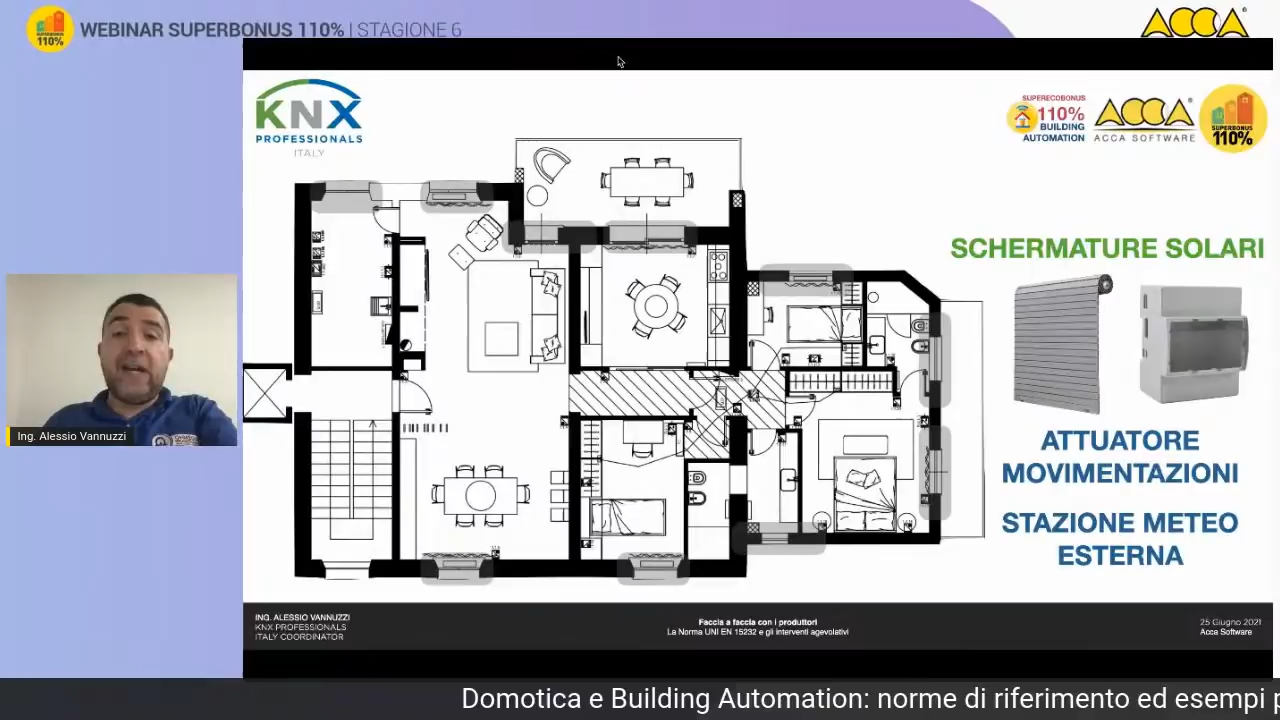 WEBINAR SUPERBONUS 110% | STAGIONE 6
110%
ACCA
KNX
PROFESSIONALS
ITALY
SUPERECOBONUS
110%
BUILDING
AUTOMATION
ACCA
ACCA SOFTWARE
SUPERBONUS
110%
SCHERMATURE SOLARI
ATTUATORE
MOVIMENTAZIONI
STAZIONE METEO
ESTERNA
Ing. Alessio Vannuzzi
ING. ALESSIO VANNUZZI
KNX PROFESSIONALS
ITALY COORDINATOR
Faccia a faccia con i produttori
La Norma UNI EN 15232 e gli interventi agevolativi
25 Giugno 2021
Acca Software
Domotica e Building Automation: norme di riferimento ed esempi p